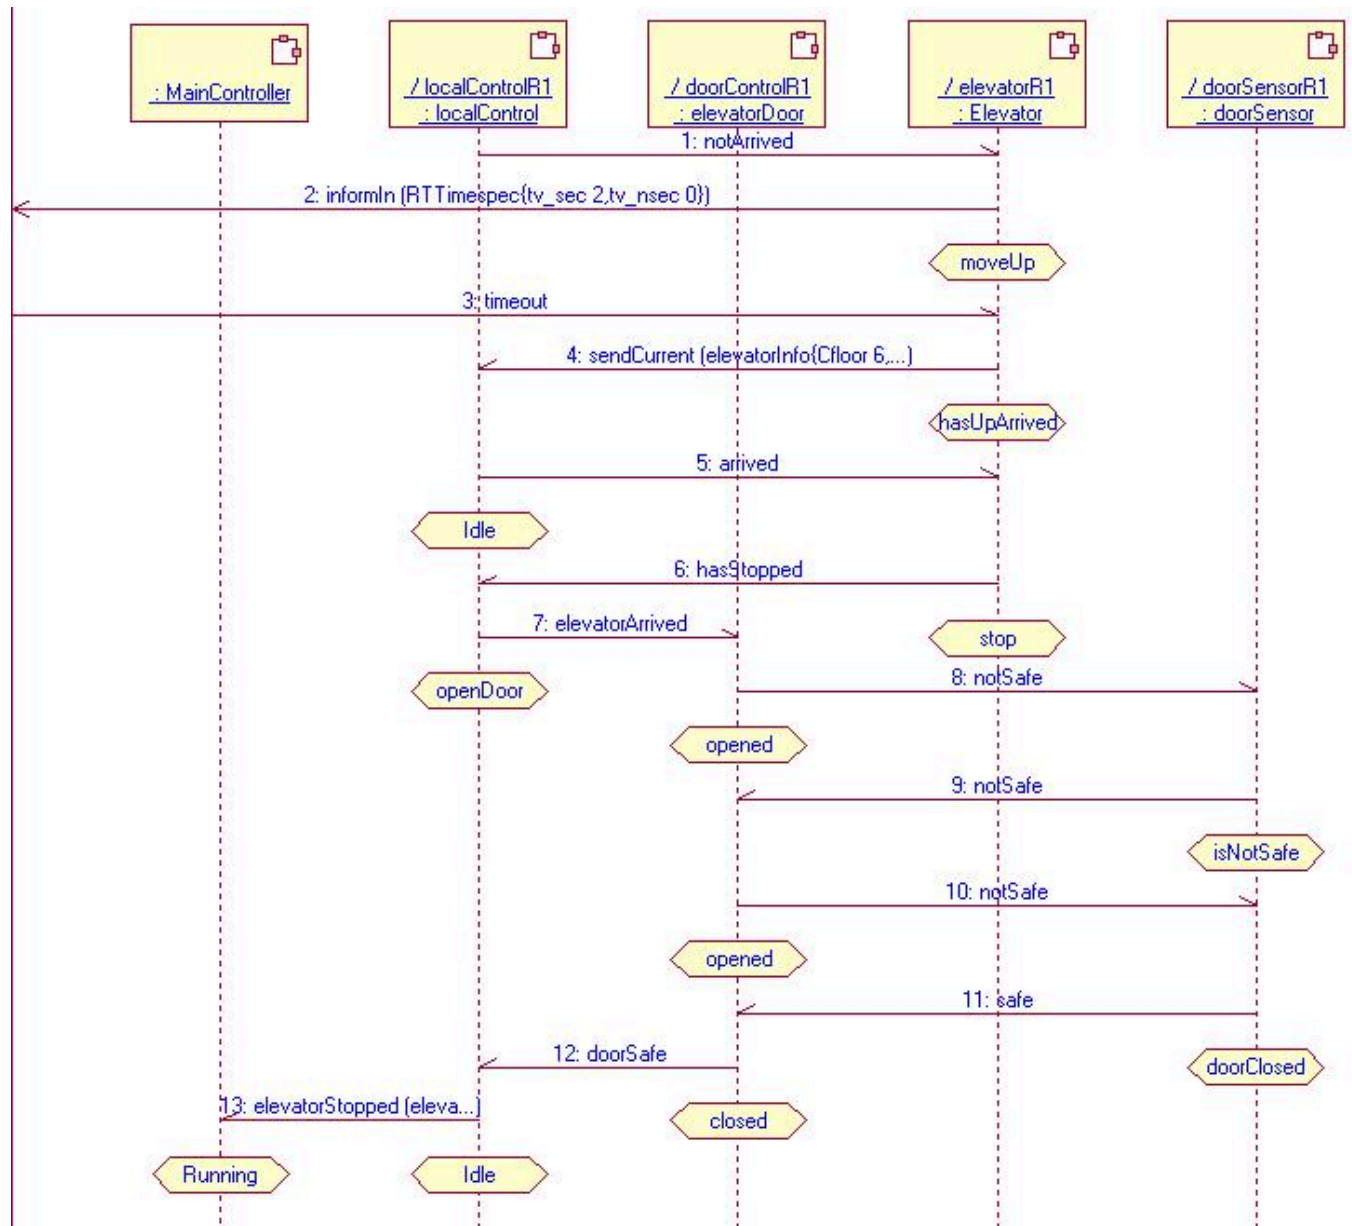 : MainController
/ localControlR1
: localControl
/ doorControlR1
: elevatorDoor
/ elevatorR1
: Elevator
/ doorSensorR1
: doorSensor
1: notArrived
2: informIn (RTTimespec{tv_sec 2,tv_nsec 0})
moveUp
3: timeout
4: sendCurrent (elevatorInfo{Cfloor 6,...)
hasUpArrived
5: arrived
Idle
6: hasStopped
7: elevatorArrived
stop
8: notSafe
openDoor
opened
9: notSafe
isNotSafe
10: notSafe
opened
11: safe
12: doorSafe
doorClosed
13: elevatorStopped (eleva...)
closed
Running
Idle